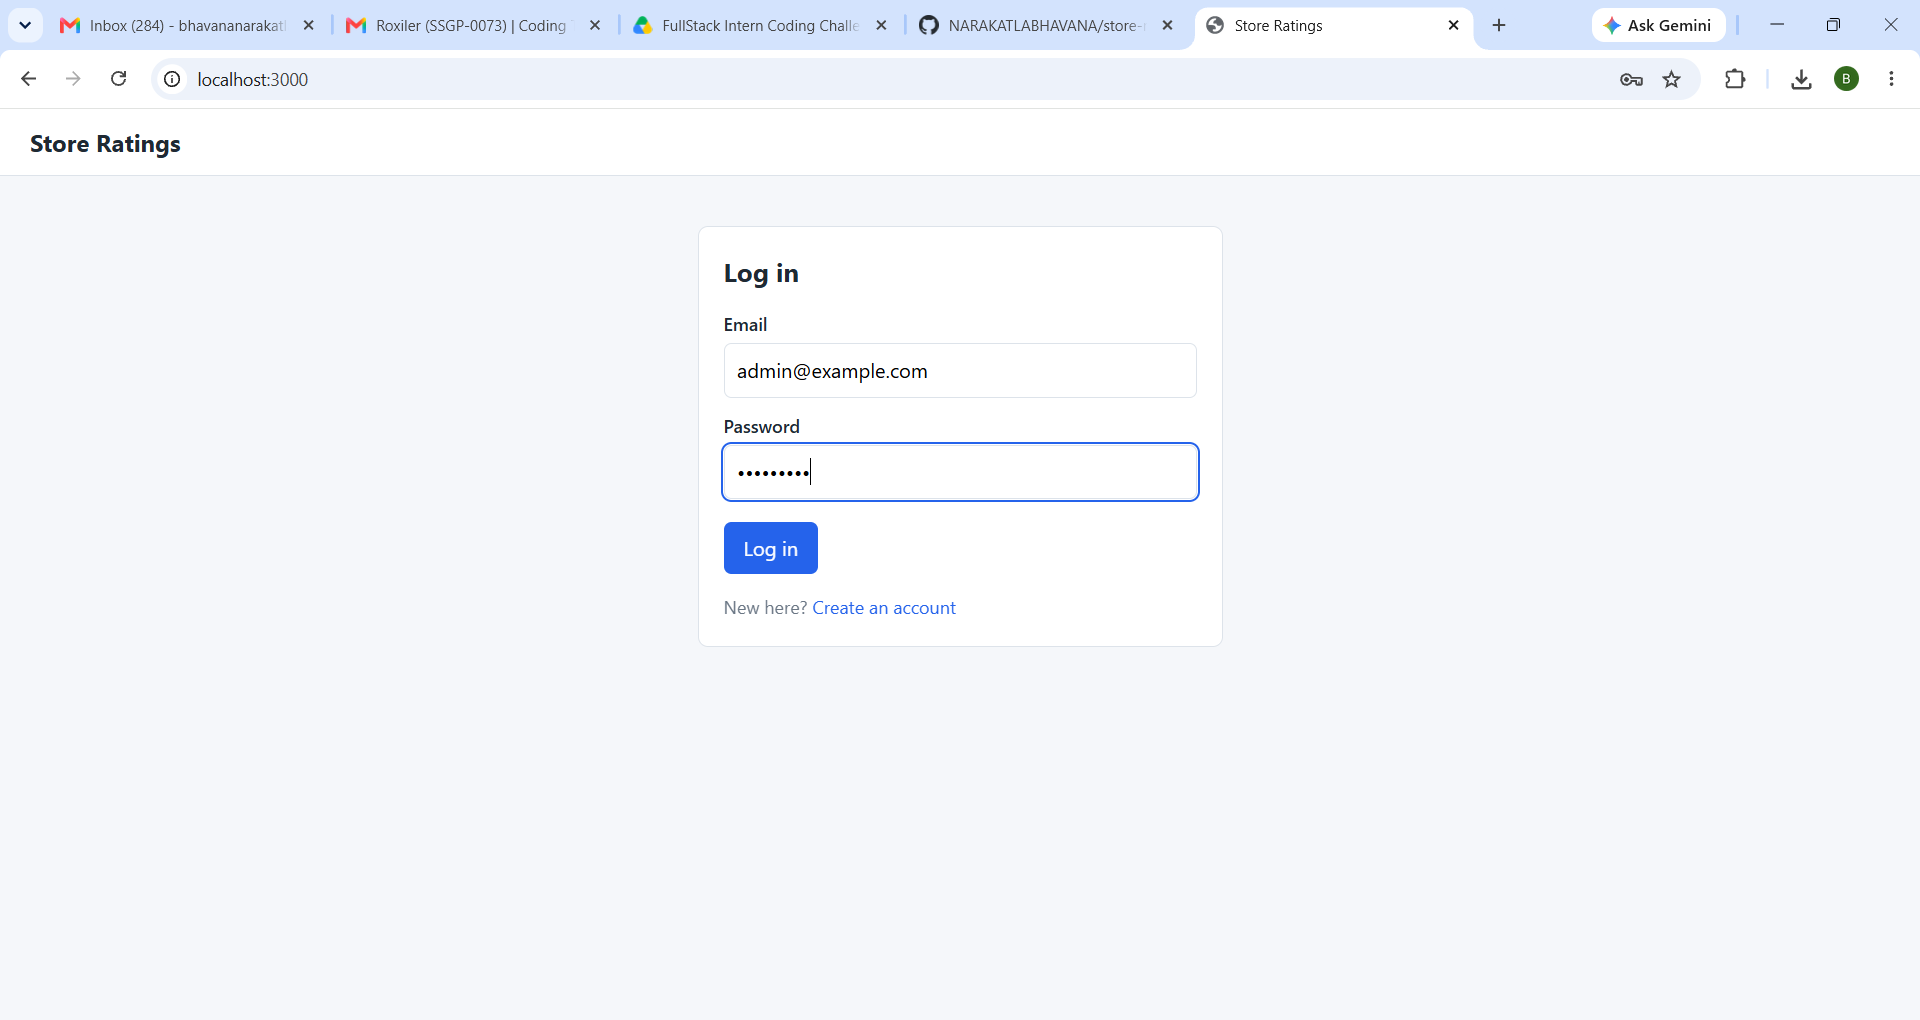 Inbox (284) - bhavananarakatl
Roxiler (SSGP-0073) | Coding
FullStack Intern Coding Challe
NARAKATLABHAVANA/store-
Store Ratings
Ask Gemini
localhost:3000
B
Store Ratings
Log in
Email
admin@example.com
Password
•••••••••
Log in
New here? Create an account